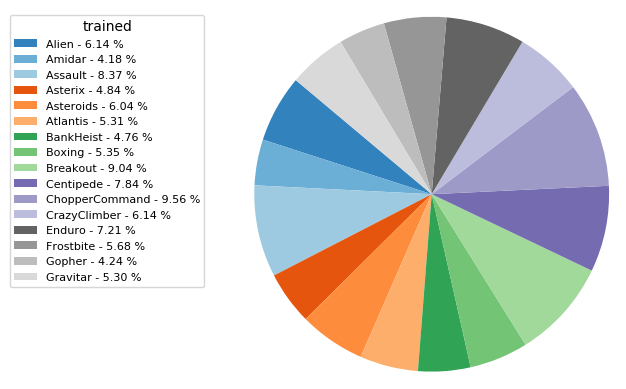 trained
Alien - 6.14 %
Amidar - 4.18 %
Assault - 8.37 %
Asterix - 4.84 %
Asteroids - 6.04 %
Atlantis - 5.31 %
BankHeist - 4.76 %
Boxing - 5.35 %
Breakout - 9.04 %
Centipede - 7.84 %
ChopperCommand - 9.56 %
CrazyClimber - 6.14 %
Enduro - 7.21 %
Frostbite - 5.68 %
Gopher - 4.24 %
Gravitar - 5.30 %